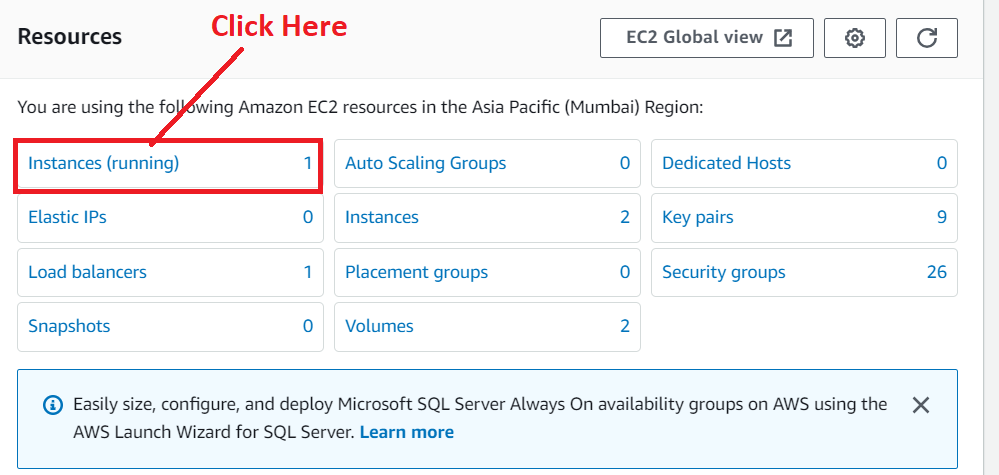 Click Here
Resources
EC2 Global view
You are using the following Amazon EC2 resources in the Asia Pacific (Mumbai) Region:
Instances (running) 1
Auto Scaling Groups 0
Dedicated Hosts 0
Elastic IPs 0
Instances 2
Key pairs 9
Load balancers 1
Placement groups 0
Security groups 26
Snapshots 0
Volumes 2
Easily size, configure, and deploy Microsoft SQL Server Always On availability groups on AWS using the
AWS Launch Wizard for SQL Server. Learn more